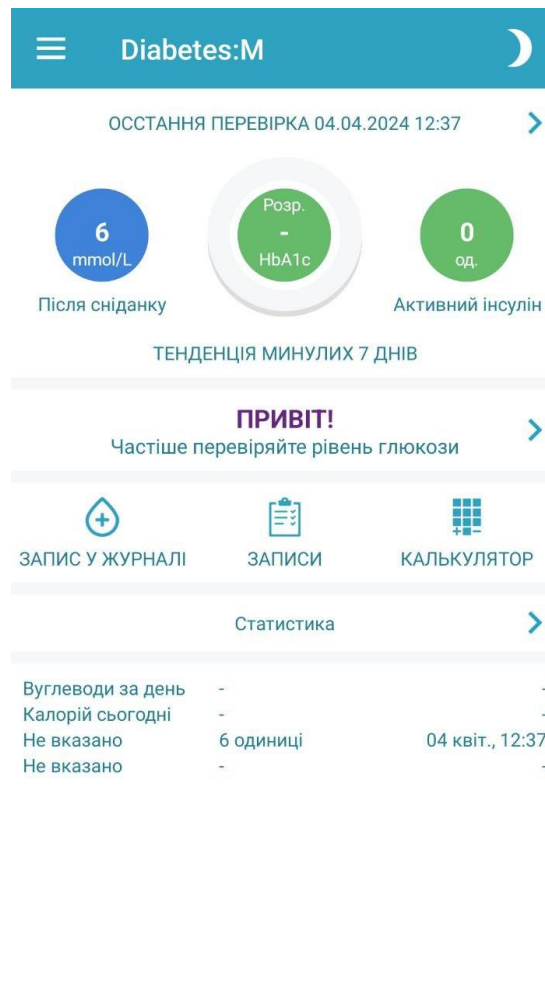 Diabetes:M
ОССТАННЯ ПЕРЕВІРКА 04.04.2024 12:37
6
mmol/L
Після сніданку
Розр.
-
HbA1c
0
од.
Активний інсулін
ТЕНДЕНЦІЯ МИНУЛИХ 7 ДНІВ
ПРИВІТ!
Частіше перевіряйте рівень глюкози
ЗАПИС У ЖУРНАЛІ ЗАПИСИ КАЛЬКУЛЯТОР
Статистика
Вуглеводи за день - -
Калорій сьогодні - -
Не вказано 6 одиниці 04 квіт., 12:37
Не вказано - -